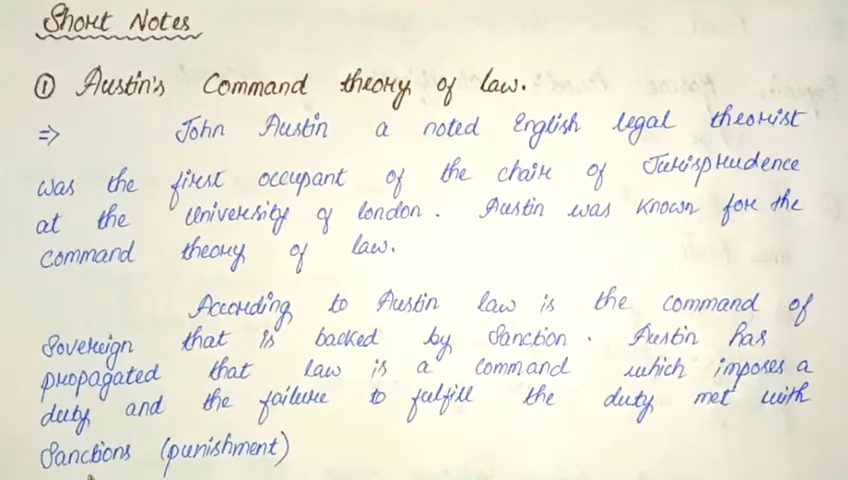 Short Notes
① Austin's Command theory of law.
⇒ John Austin a noted English legal theorist
was the first occupant of the chair of Jurisprudence
at the University of london. Austin was known for the
command theory of law.
According to Austin law is the command of
Sovereign that is backed by Sanction. Austin has
propagated that law is a command which imposes a
duty and the failure to fulfill the duty met with
Sanctions (punishment)